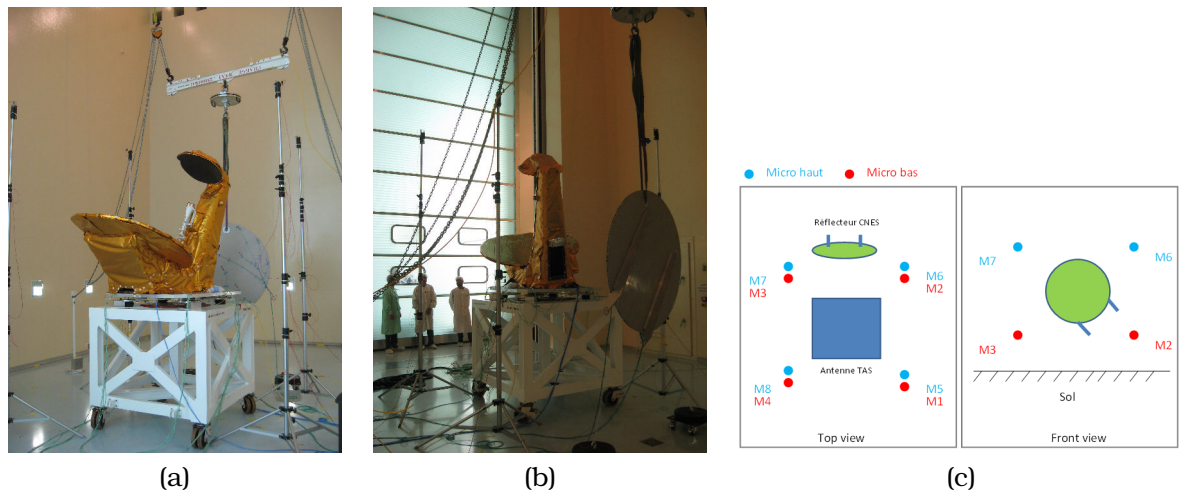 Micro haut
Micro bas
Réflecteur CNES
M7
M3
M6
M2
Antenne TAS
M8
M4
M5
M1
Top view
M7
M6
M3
M2
Sol
Front view
(a)
(b)
(c)